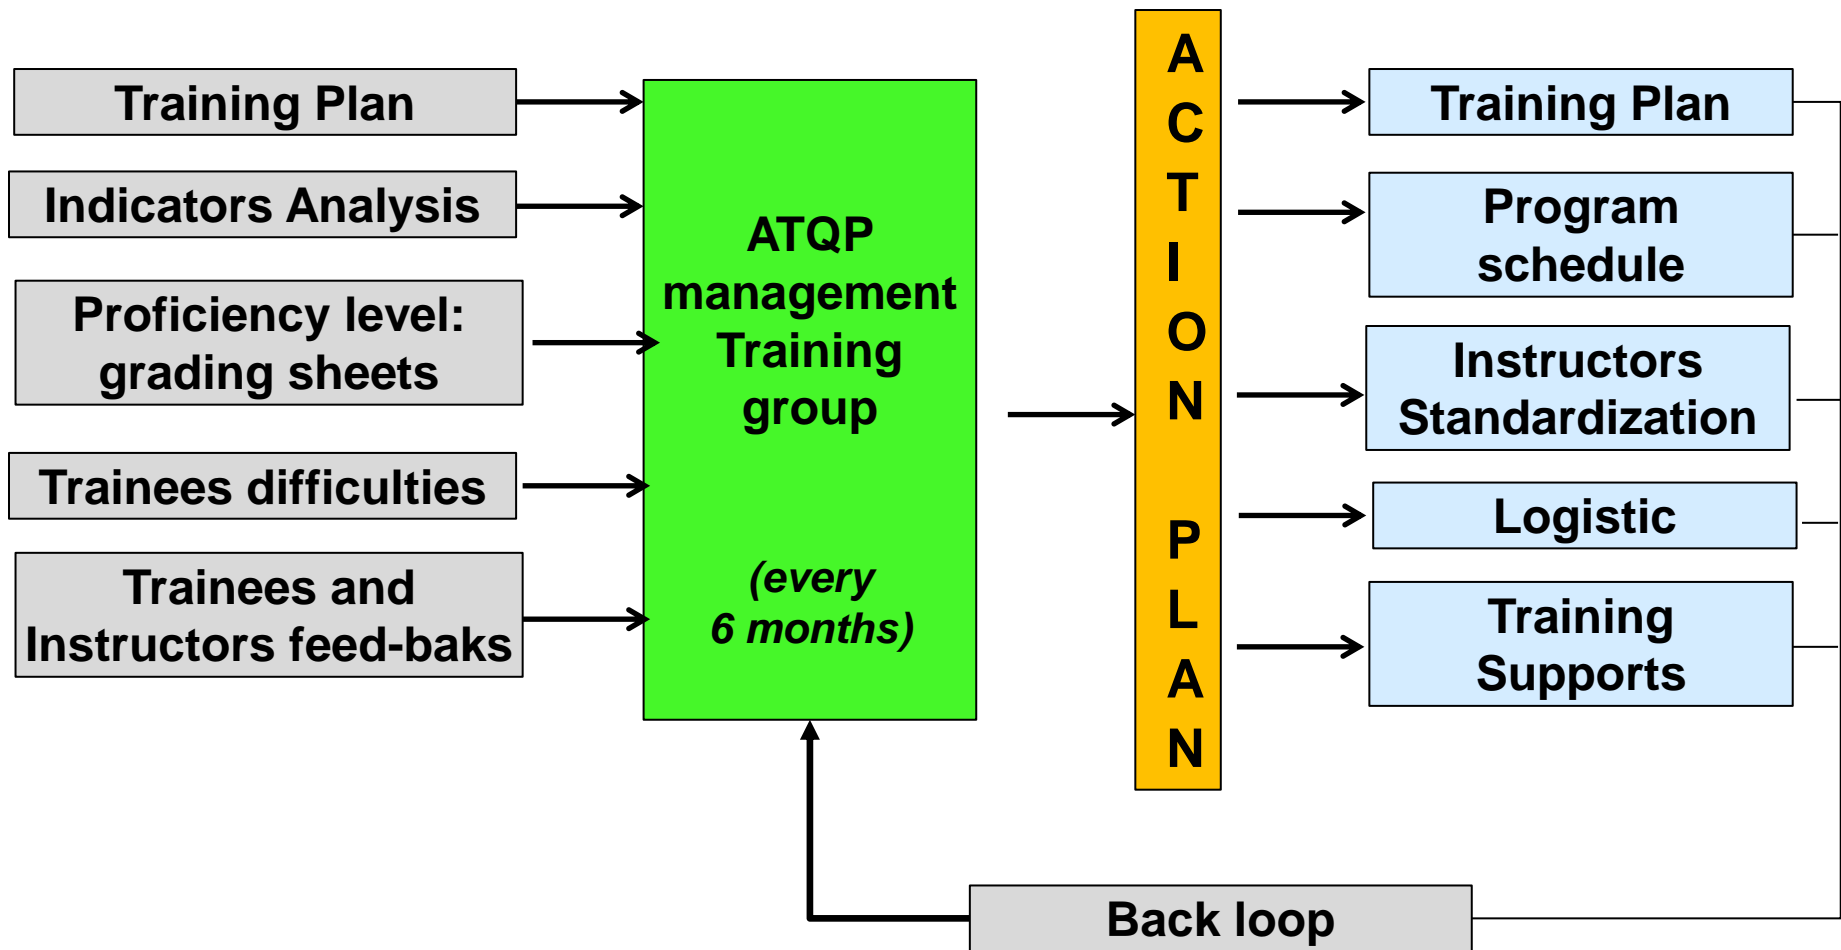 Training Plan
Indicators Analysis
Proficiency level:
grading sheets
Trainees difficulties
Trainees and
Instructors feed-baks
ATQP
management
Training
group
(every
6 months)
A
C
T
I
O
N
P
L
A
N
Training Plan
Program
schedule
Instructors
Standardization
Logistic
Training
Supports
Back loop